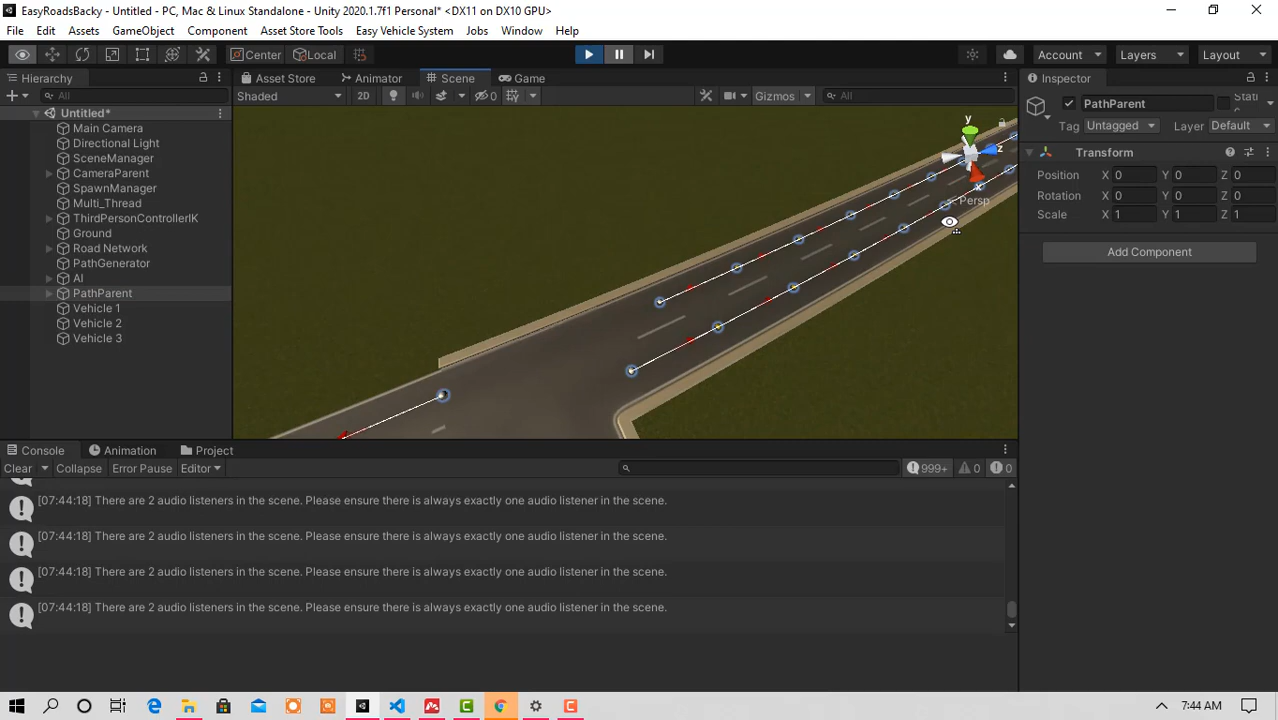 EasyRoadsBacky - Untitled - PC, Mac & Linux Standalone - Unity 2020.1.7f1 Personal* <DX11 on DX10 GPU>
File Edit Assets GameObject Component Asset Store Tools Easy Vehicle System Jobs Window Help
Center Local Account Layers Layout
Hierarchy Asset Store Animator Scene Game Inspector
All Shaded 2D 0 Gizmos All PathParent Stati c
Untitled* Tag Untagged Layer Default
Main Camera
Directional Light
SceneManager
CameraParent
SpawnManager
Multi_Thread
ThirdPersonControllerIK
Ground
Road Network
PathGenerator
AI
PathParent
Vehicle 1
Vehicle 2
Vehicle 3
y
z
x
Persp
Transform
Position X 0 Y 0 Z 0
Rotation X 0 Y 0 Z 0
Scale X 1 Y 1 Z 1
Add Component
Console Animation Project
Clear Collapse Error Pause Editor 999+ 0 0
[07:44:18] There are 2 audio listeners in the scene. Please ensure there is always exactly one audio listener in the scene.
[07:44:18] There are 2 audio listeners in the scene. Please ensure there is always exactly one audio listener in the scene.
[07:44:18] There are 2 audio listeners in the scene. Please ensure there is always exactly one audio listener in the scene.
[07:44:18] There are 2 audio listeners in the scene. Please ensure there is always exactly one audio listener in the scene.
7:44 AM